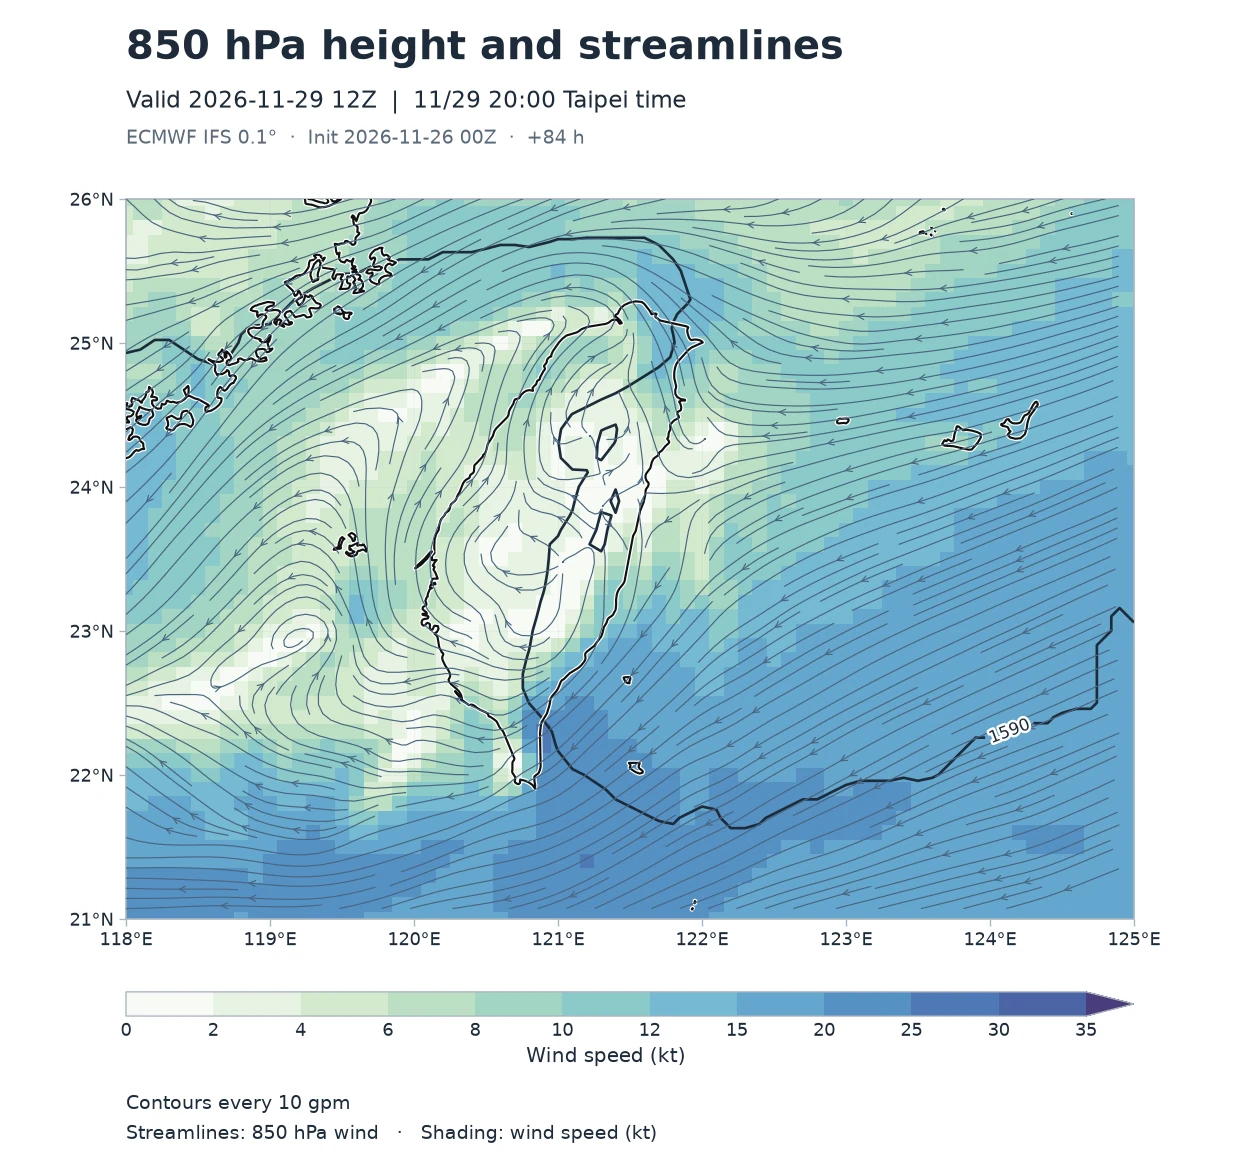 850 hPa height and streamlines
Valid 2026-11-29 12Z | 11/29 20:00 Taipei time
ECMWF IFS 0.1° · Init 2026-11-26 00Z · +84 h
26°N
25°N
24°N
23°N
22°N
21°N
1590
118°E 119°E 120°E 121°E 122°E 123°E 124°E 125°E
0 2 4 6 8 10 12 15 20 25 30 35
Wind speed (kt)
Contours every 10 gpm
Streamlines: 850 hPa wind · Shading: wind speed (kt)